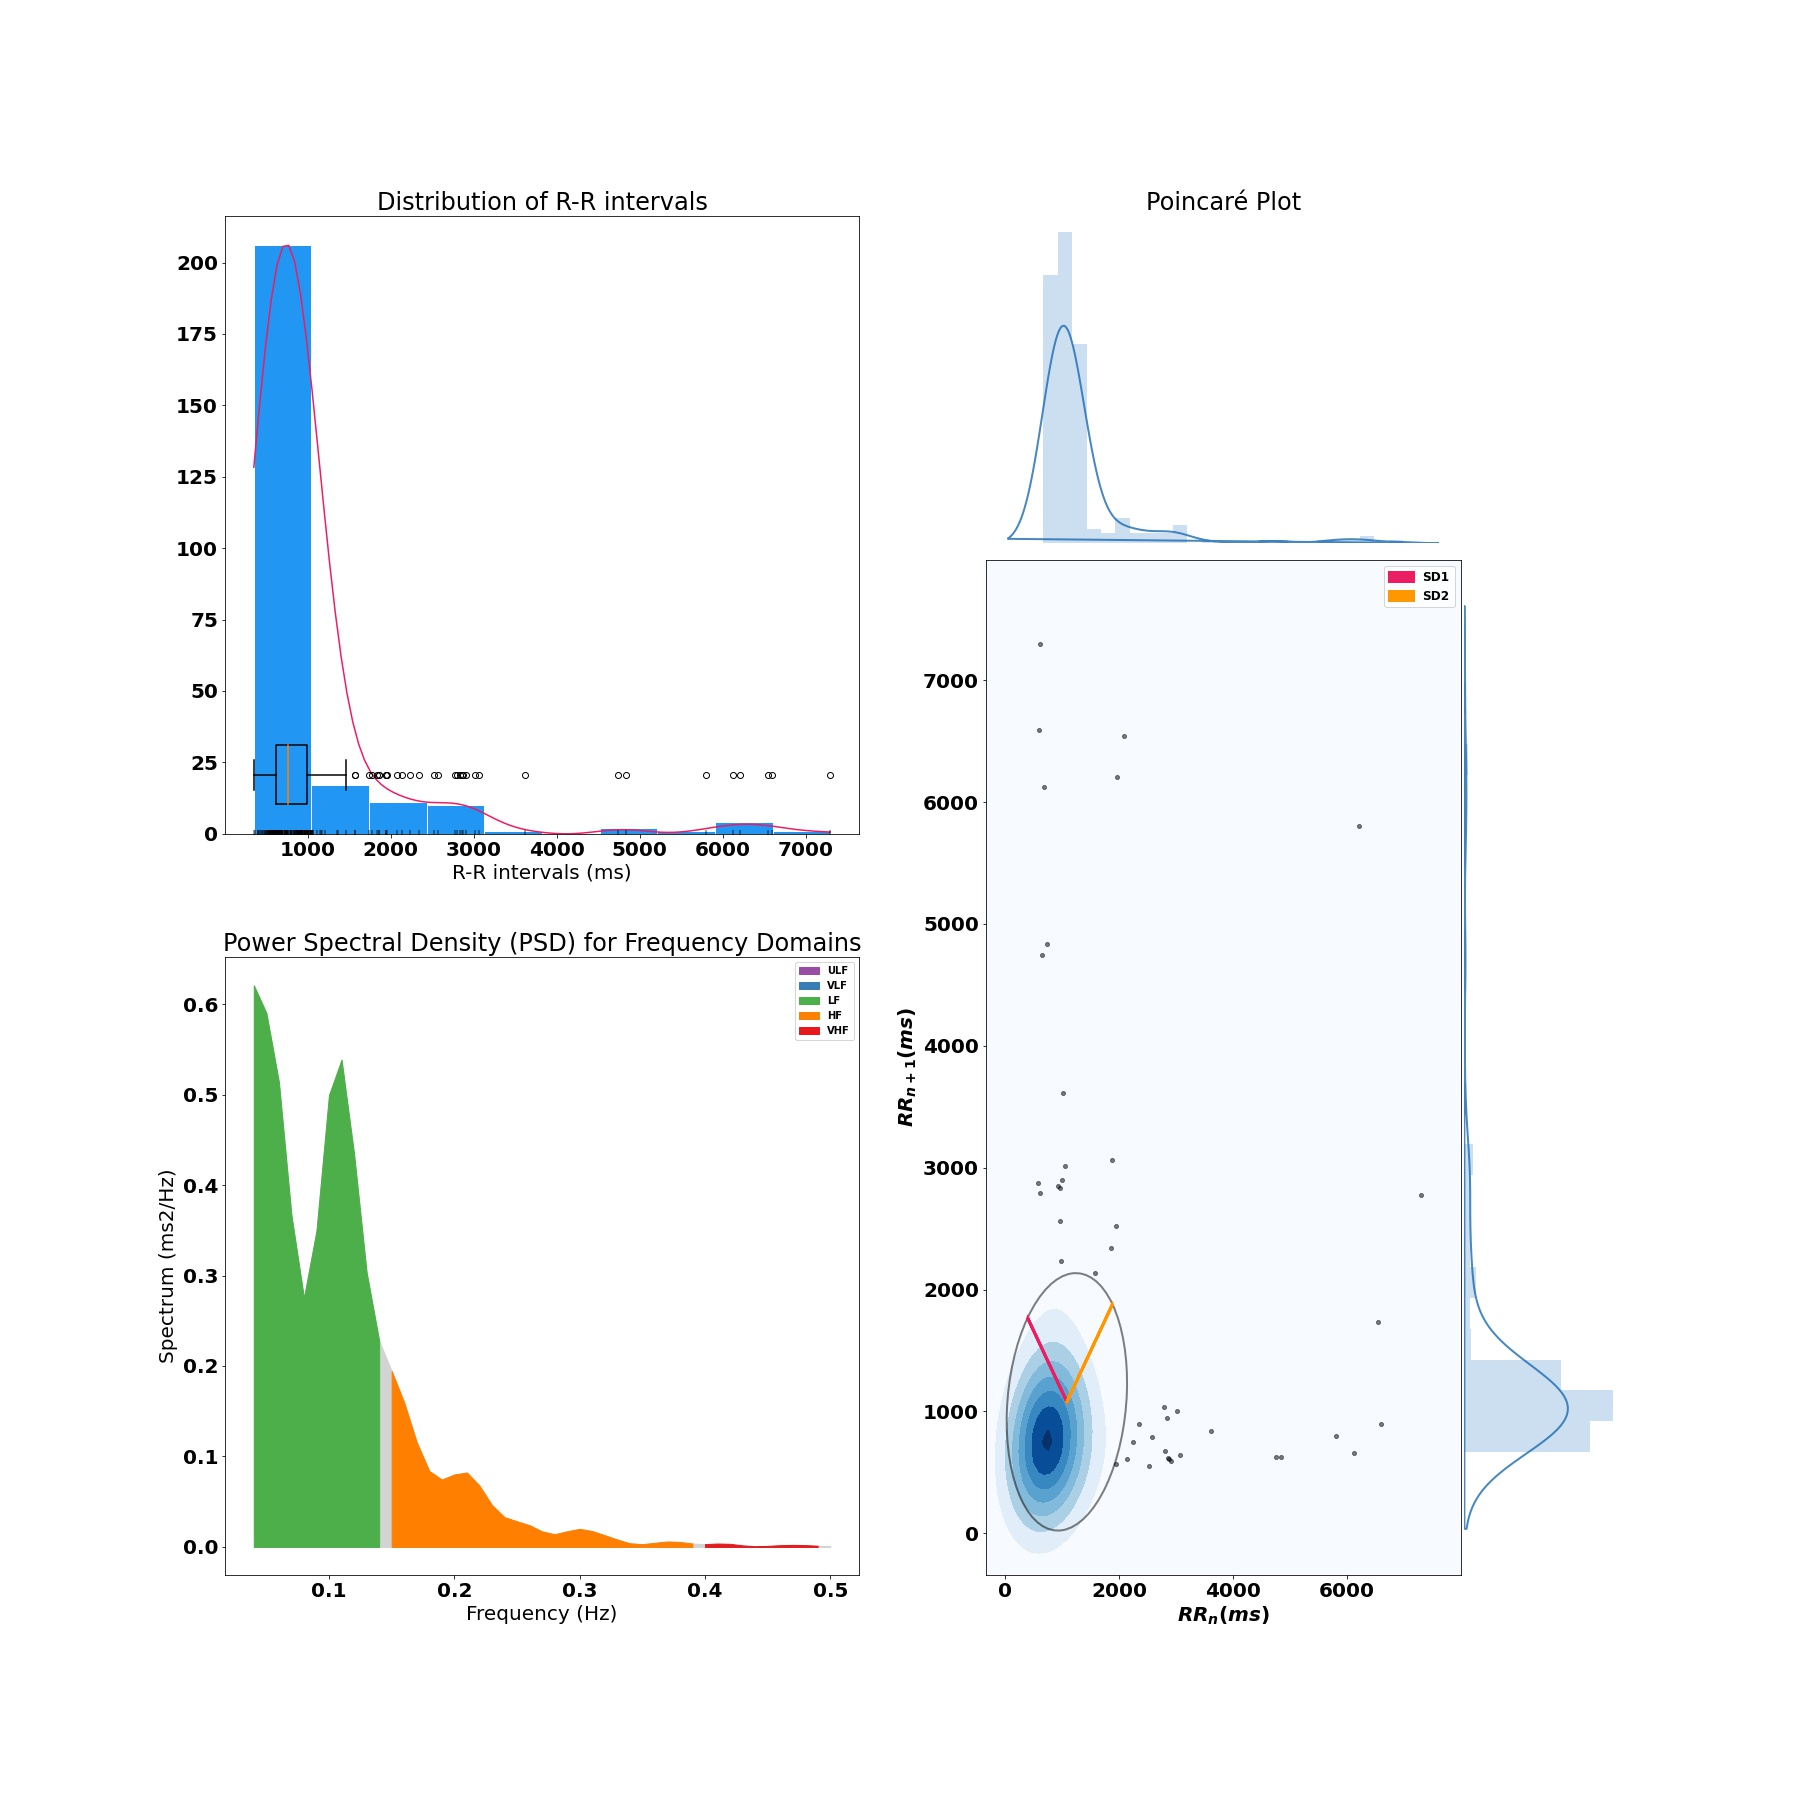 Distribution of R-R intervals
200
175
150
125
100
75
50
25
0
1000 2000 3000 4000 5000 6000 7000
R-R intervals (ms)
Power Spectral Density (PSD) for Frequency Domains
ULF
VLF
LF
HF
VHF
0.6
0.5
0.4
0.3
0.2
0.1
0.0
Spectrum (ms2/Hz)
0.1 0.2 0.3 0.4 0.5
Frequency (Hz)
Poincaré Plot
SD1
SD2
7000
6000
5000
4000
3000
2000
1000
0
RRn+1(ms)
0 2000 4000 6000
RRn(ms)